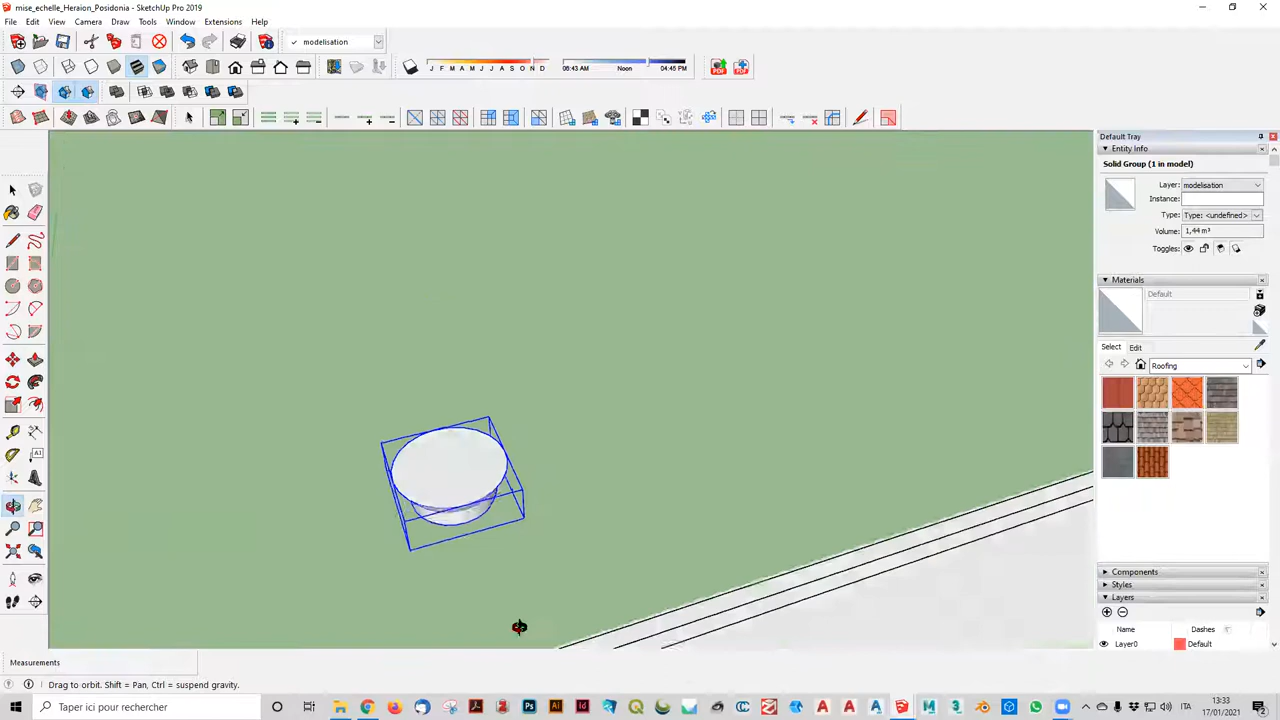 mise_echelle_Heraion_Posidonia - SketchUp Pro 2019
File Edit View Camera Draw Tools Window Extensions Help
modelisation
J F M A M J J A S O N D 08:43 AM Noon 04:45 PM
PDF PDF
Default Tray
Entity Info
Solid Group (1 in model)
Layer: modelisation
Instance:
Type: Type: <undefined>
Volume: 1,44 m³
Toggles:
Materials
Default
Select Edit
Roofing
Components
Styles
Layers
Name Dashes
Layer0 Default
Measurements
Drag to orbit. Shift = Pan, Ctrl = suspend gravity.
Taper ici pour rechercher
ITA
13:33
17/01/2021